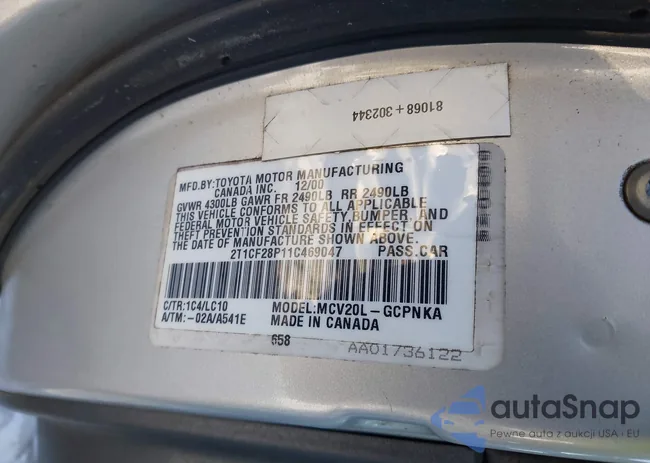 81068 + 302344
MFD.BY:TOYOTA MOTOR MANUFACTURING
CANADA INC. 12/00
GVWR 4300LB GAWR FR 2490LB RR 2490LB
THIS VEHICLE CONFORMS TO ALL APPLICABLE
FEDERAL MOTOR VEHICLE SAFETY, BUMPER, AND
THEFT PREVENTION STANDARDS IN EFFECT ON
THE DATE OF MANUFACTURE SHOWN ABOVE.
2T1CF28P11C469047 PASS.CAR
C/TR:1C4/LC10 MODEL:MCV20L-GCPNKA
A/TM:-02A/A541E MADE IN CANADA
658 AA01736122
autaSnap
Pewne auta z aukcji USA i EU